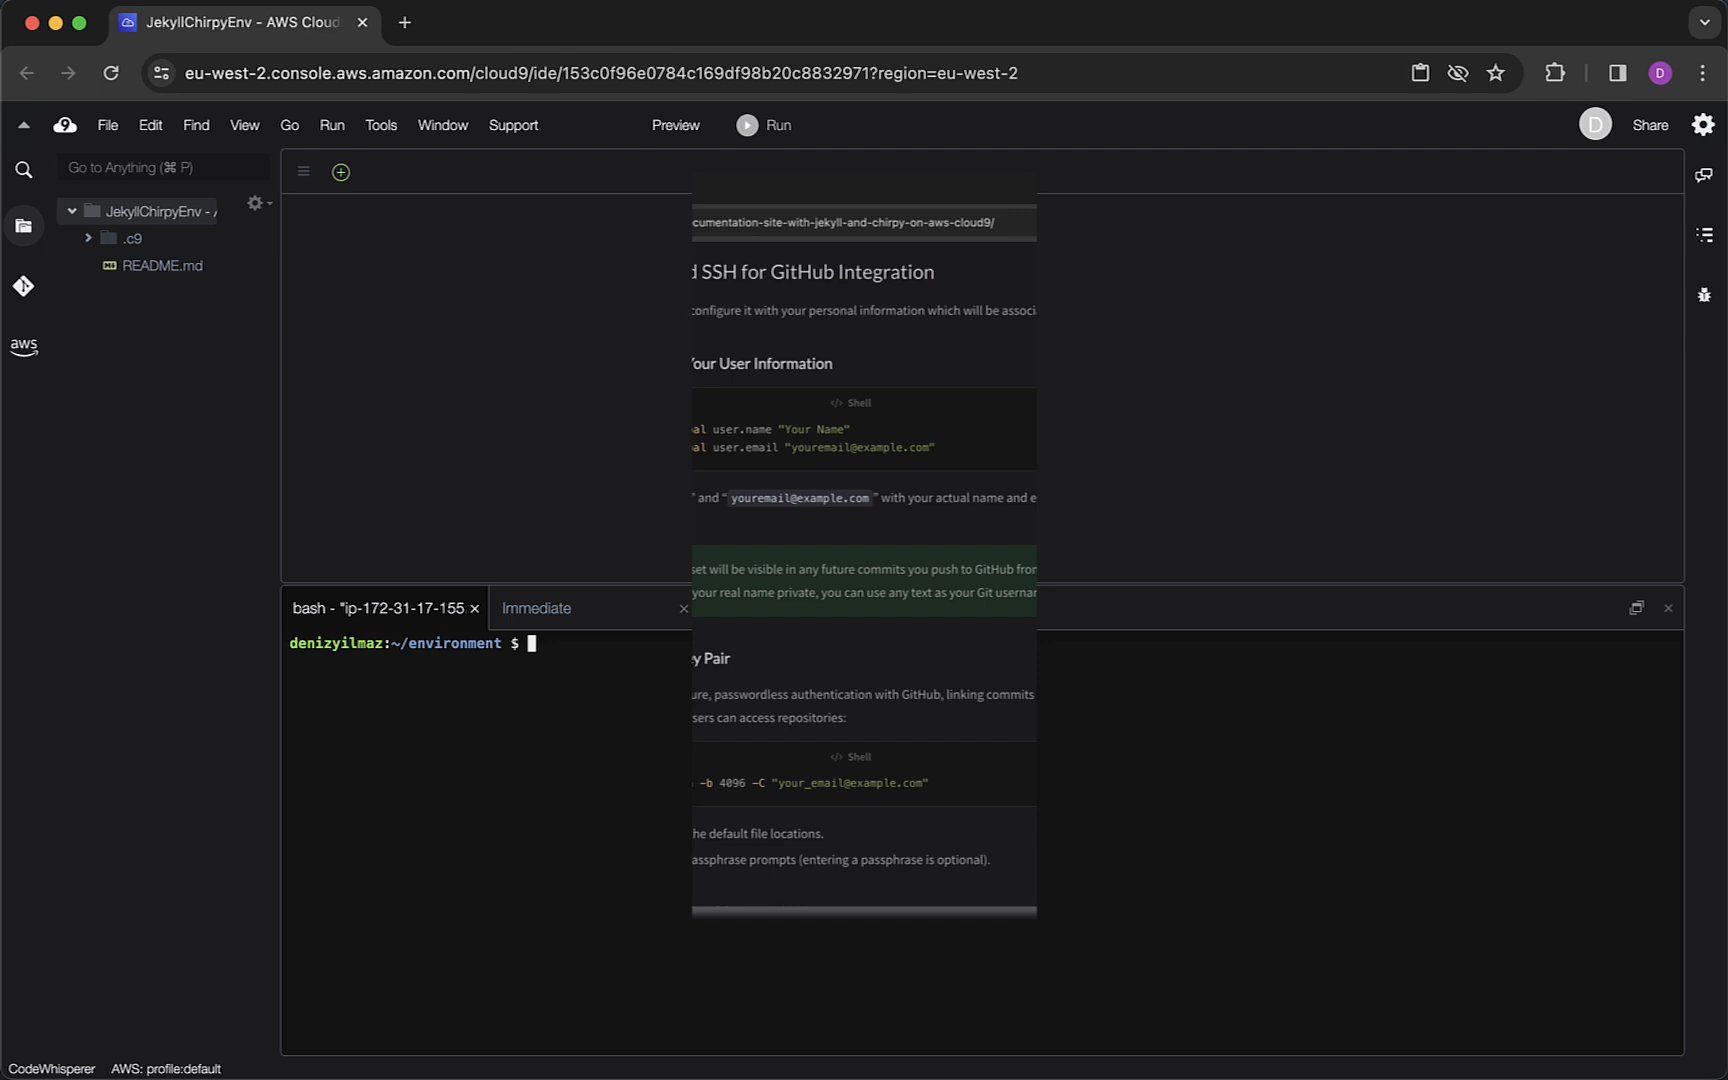 JekyllChirpyEnv - AWS Cloud
eu-west-2.console.aws.amazon.com/cloud9/ide/153c0f96e0784c169df98b20c8832971?region=eu-west-2
D
9 File Edit Find View Go Run Tools Window Support Preview Run D Share
Go to Anything (⌘ P)
JekyllChirpyEnv - /
.c9
README.md
aws
cumentation-site-with-jekyll-and-chirpy-on-aws-cloud9/
d SSH for GitHub Integration
configure it with your personal information which will be associa
Your User Information
</> Shell
al user.name "Your Name"
al user.email "youremail@example.com"
" and "youremail@example.com" with your actual name and e
set will be visible in any future commits you push to GitHub from
your real name private, you can use any text as your Git usernam
bash - "ip-172-31-17-155 Immediate
denizyilmaz:~/environment $
ey Pair
ure, passwordless authentication with GitHub, linking commits
sers can access repositories:
</> Shell
-b 4096 -C "your_email@example.com"
he default file locations.
assphrase prompts (entering a passphrase is optional).
CodeWhisperer AWS: profile:default